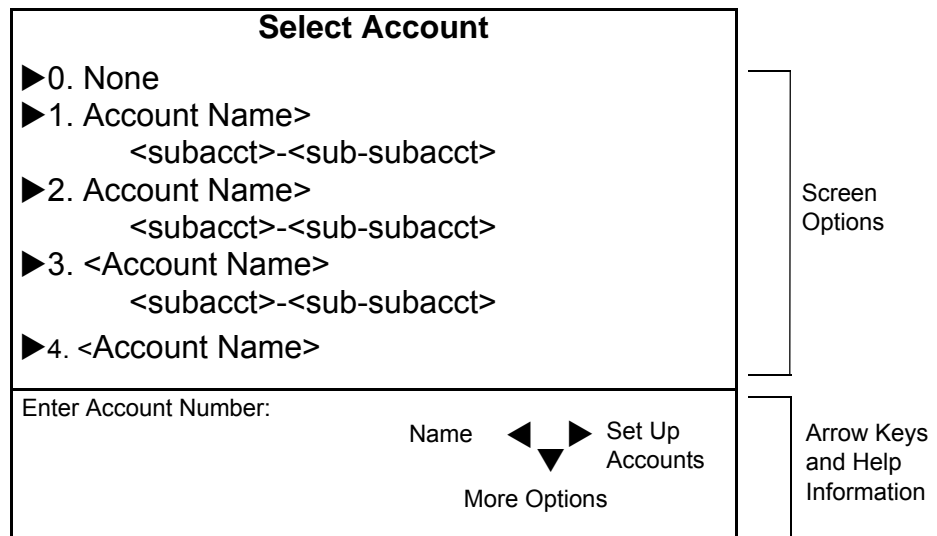 Select Account
▶0. None
▶1. Account Name>
<subacct>-<sub-subacct>
▶2. Account Name>
<subacct>-<sub-subacct>
▶3. <Account Name>
<subacct>-<sub-subacct>
▶4. <Account Name>
Screen
Options
Enter Account Number:
Name ◀ ▶ Set Up
Accounts
▼
More Options
Arrow Keys
and Help
Information